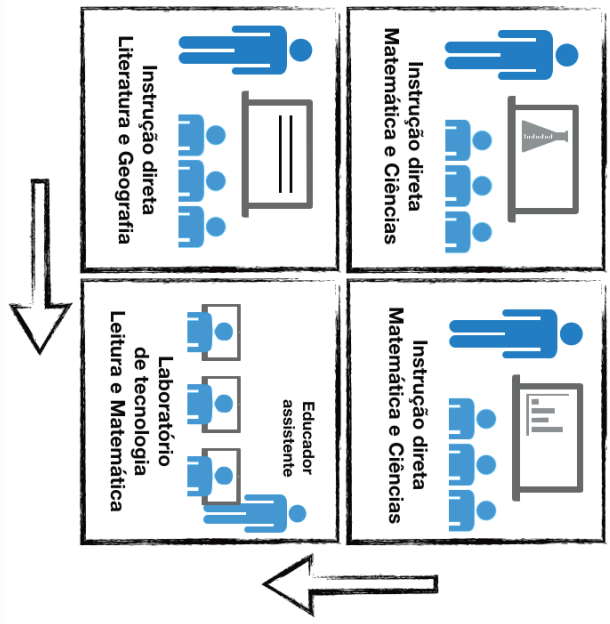 Instrução direta
Matemática e Ciências
Instrução direta
Matemática e Ciências
Instrução direta
Literatura e Geografia
Educador
assistente
Laboratório
de tecnologia
Leitura e Matemática